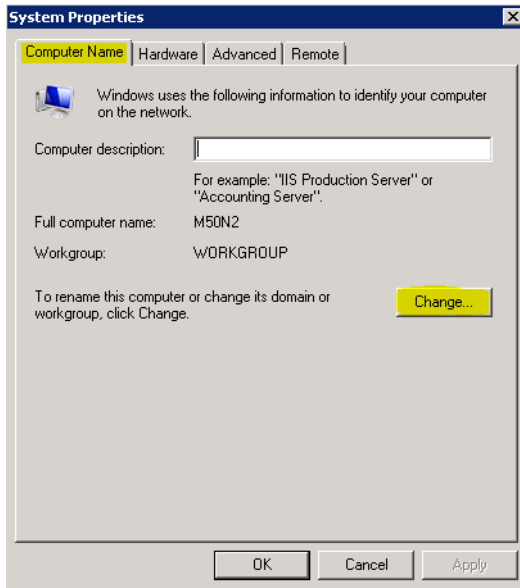 System Properties
Computer Name
Hardware
Advanced
Remote
Windows uses the following information to identify your computer
on the network.
Computer description:
For example: "IIS Production Server" or
"Accounting Server".
Full computer name: M50N2
Workgroup: WORKGROUP
To rename this computer or change its domain or
workgroup, click Change.
Change...
OK
Cancel
Apply